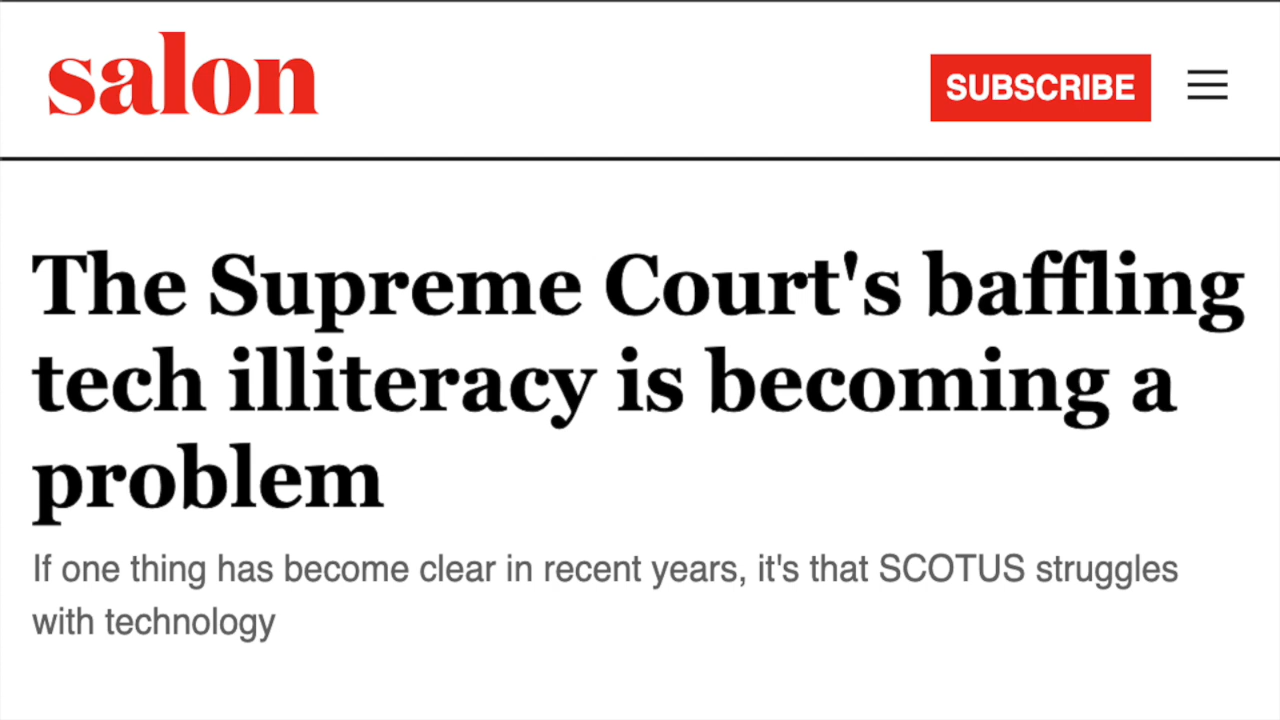 salon
SUBSCRIBE
The Supreme Court's baffling
tech illiteracy is becoming a
problem
If one thing has become clear in recent years, it's that SCOTUS struggles
with technology